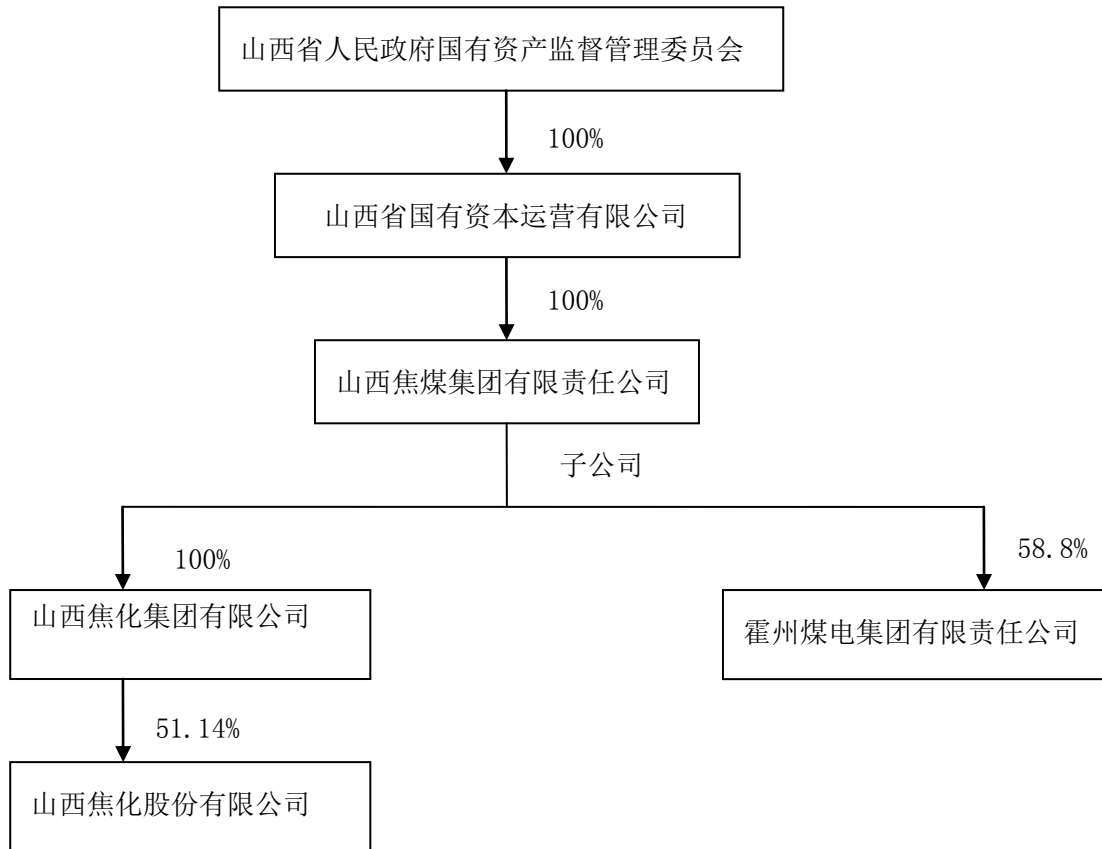 山西省人民政府国有资产监督管理委员会
100%
山西省国有资本运营有限公司
100%
山西焦煤集团有限责任公司
子公司
100%
58.8%
山西焦化集团有限公司
霍州煤电集团有限责任公司
51.14%
山西焦化股份有限公司